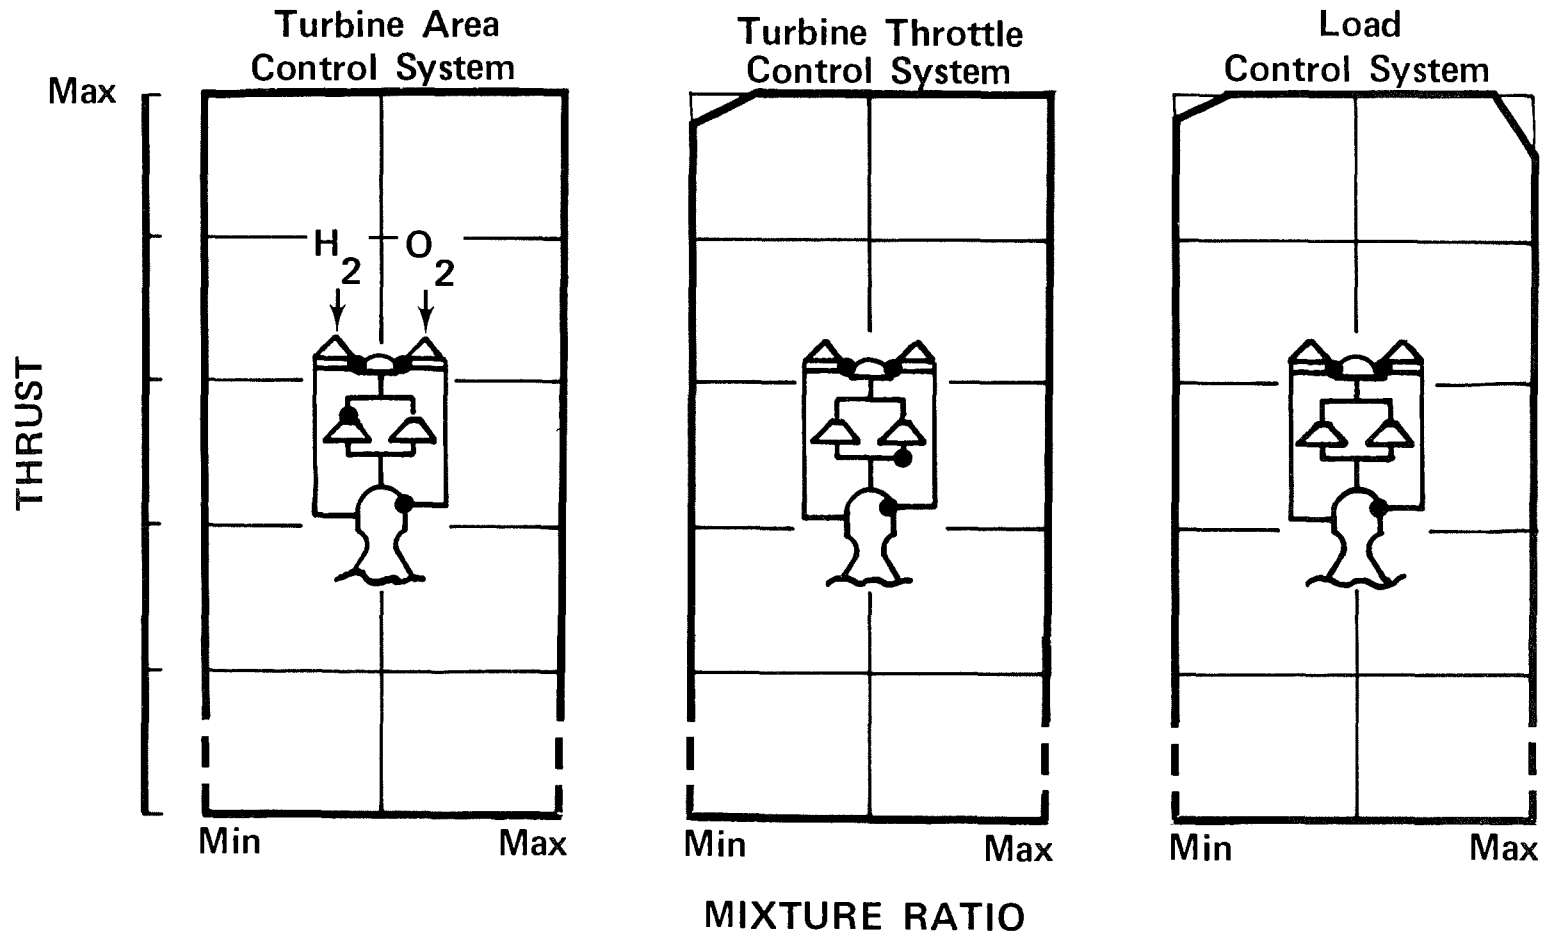 Turbine Area
Control System
Turbine Throttle
Control System
Load
Control System
Max
H2
O2
THRUST
Min
Max
Min
Max
Min
Max
MIXTURE RATIO